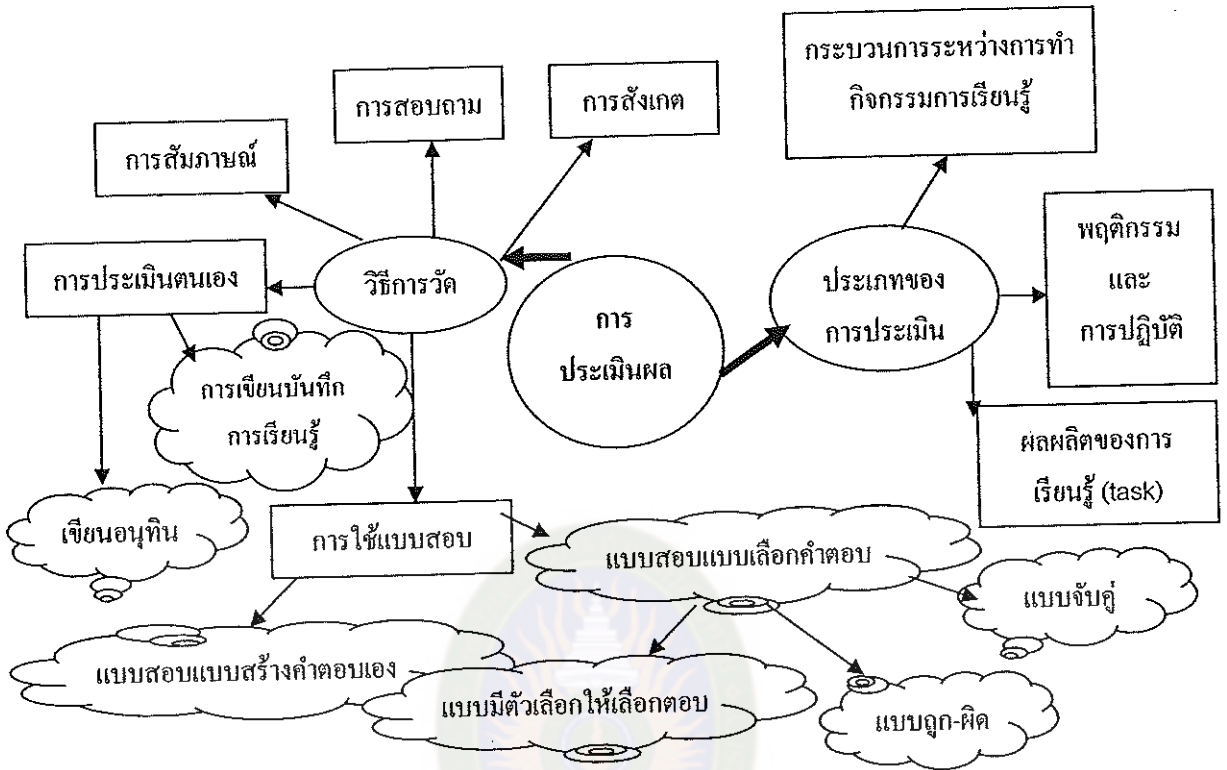 กระบวนการระหว่างการทำ
กิจกรรมการเรียนรู้
การสอบถาม
การสังเกต
การสัมภาษณ์
พฤติกรรม
และ
การปฏิบัติ
การประเมินตนเอง
วิธีการวัด
การ
ประเมินผล
ประเภทของ
การประเมิน
การเขียนบันทึก
การเรียนรู้
ผลผลิตของการ
เรียนรู้ (task)
เขียนอนุทิน
การใช้แบบสอบ
แบบสอบแบบเลือกคำตอบ
แบบจับคู่
แบบสอบแบบสร้างคำตอบเอง
แบบมีตัวเลือกให้เลือกตอบ
แบบถูก-ผิด